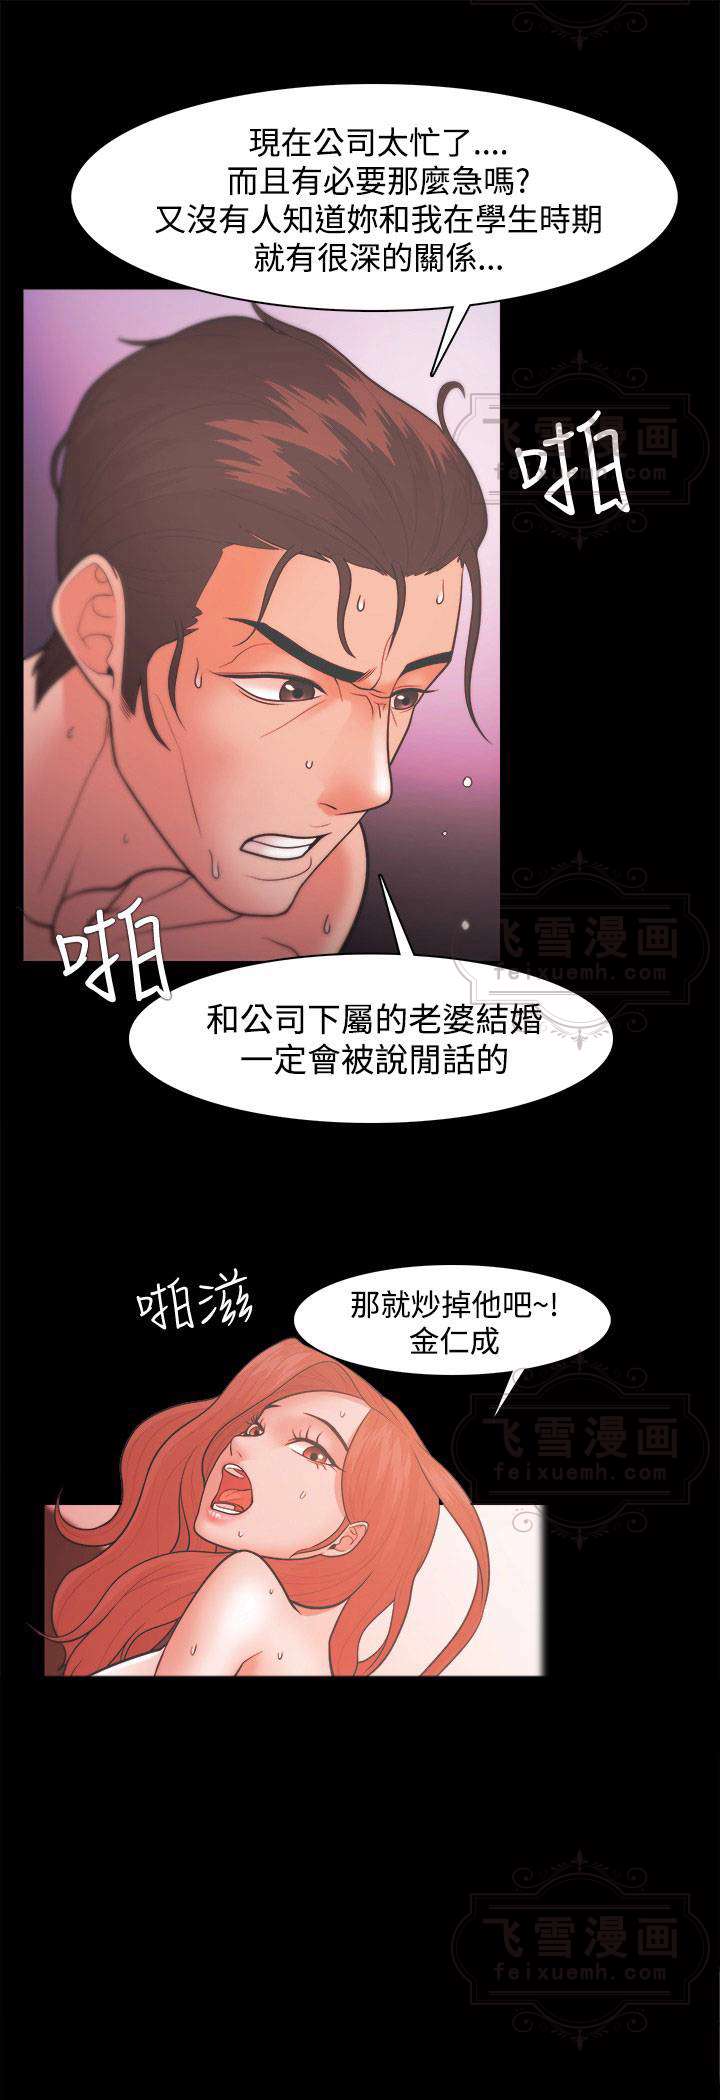 現在公司太忙了....
而且有必要那麼急嗎?
又沒有人知道妳和我在學生時期
就有很深的關係...
飞雪漫画
feixuemh.com
啪
啪
飞雪漫画
feixuemh.com
和公司下屬的老婆結婚
一定會被說閒話的
啪滋
那就炒掉他吧~!
金仁成
飞雪漫画
feixuemh.com
飞雪漫画
feixuemh.com